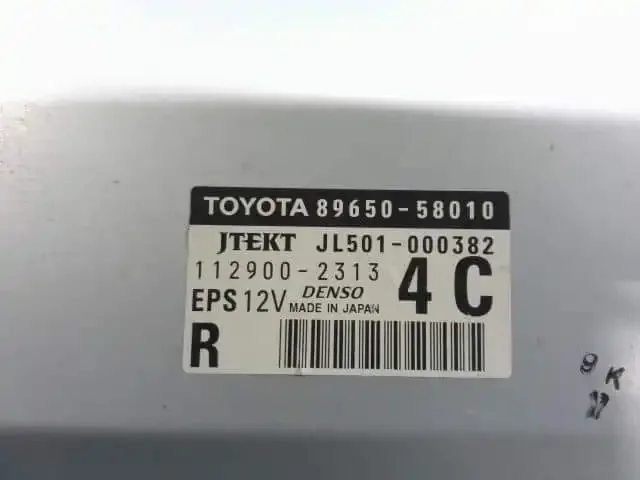 TOYOTA 89650-58010
JTEKT JL501-000382
112900-2313
EPS 12V DENSO MADE IN JAPAN 4C
R
9 K